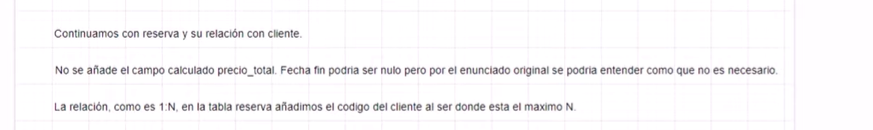 Continuamos con reserva y su relación con cliente.
No se añade el campo calculado precio_total. Fecha fin podria ser nulo pero por el enunciado original se podria entender como que no es necesario.
La relación, como es 1:N, en la tabla reserva añadimos el codigo del cliente al ser donde esta el maximo N.